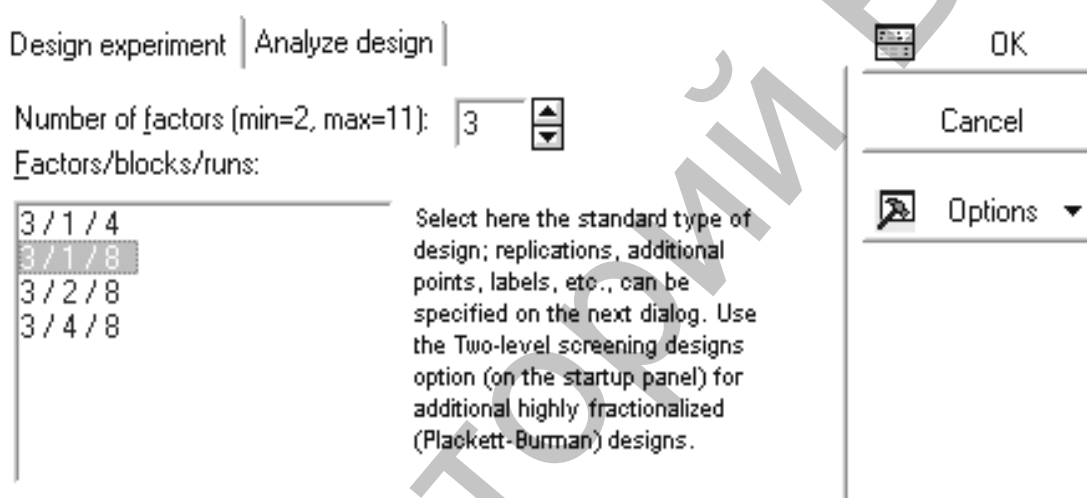 Design experiment Analyze design
OK
Number of factors (min=2, max=11): 3
Cancel
Factors/blocks/runs:
Options
3 / 1 / 4
3 / 1 / 8
3 / 2 / 8
3 / 4 / 8
Select here the standard type of
design; replications, additional
points, labels, etc., can be
specified on the next dialog. Use
the Two-level screening designs
option (on the startup panel) for
additional highly fractionalized
(Plackett-Burman) designs.